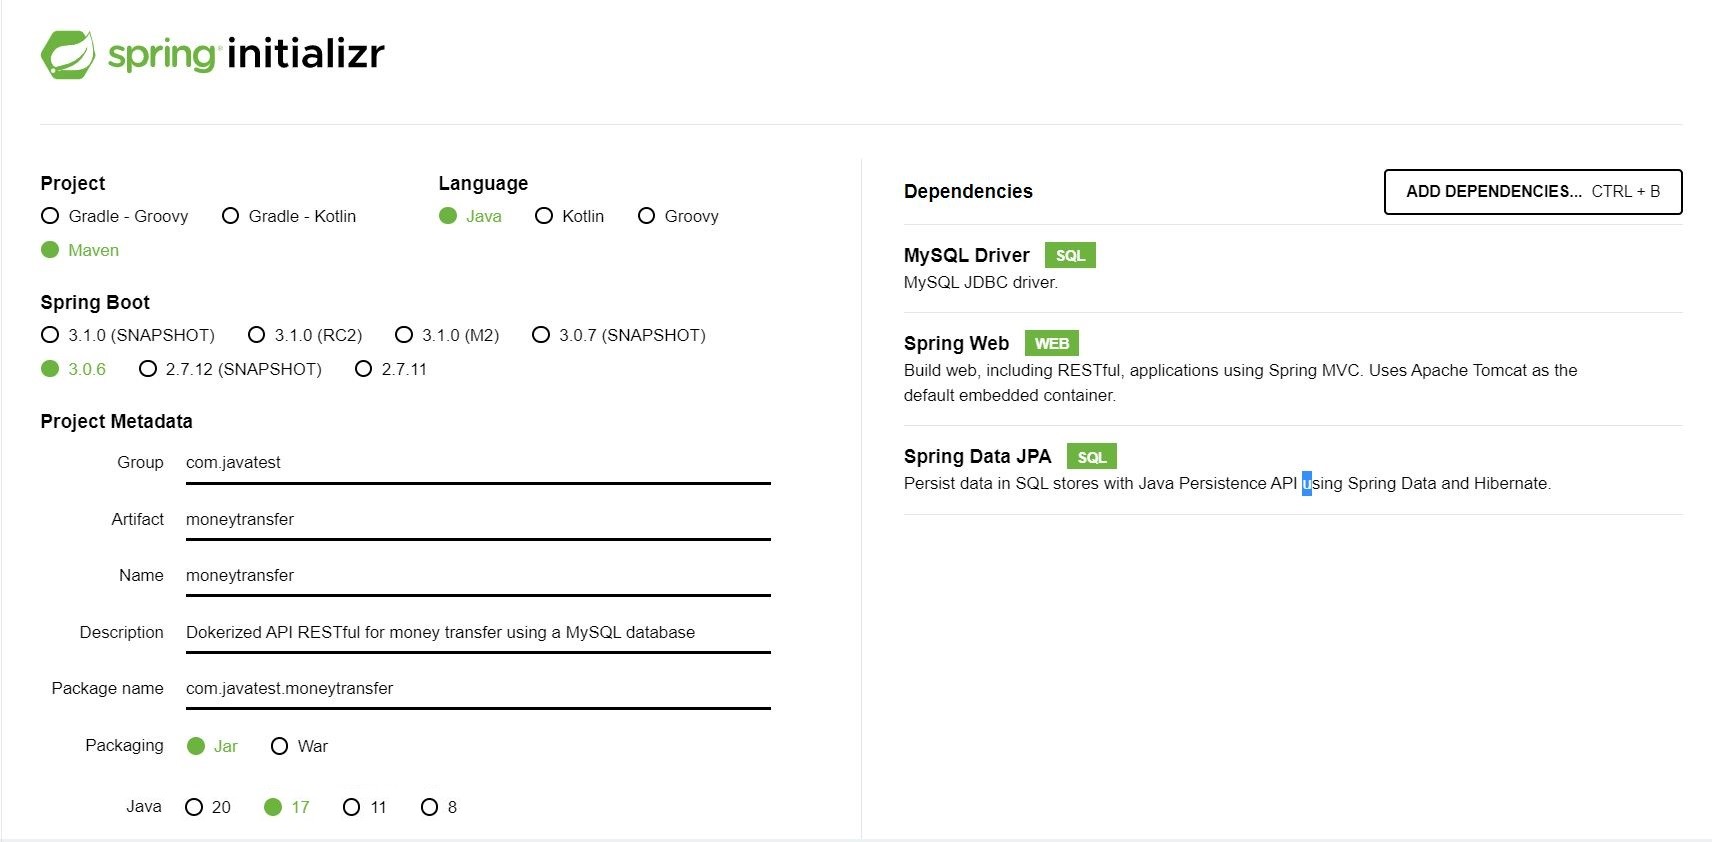 spring initializr
Project
Gradle - Groovy Gradle - Kotlin
Maven
Language
Java Kotlin Groovy
Spring Boot
3.1.0 (SNAPSHOT) 3.1.0 (RC2) 3.1.0 (M2) 3.0.7 (SNAPSHOT)
3.0.6 2.7.12 (SNAPSHOT) 2.7.11
Project Metadata
Group com.javatest
Artifact moneytransfer
Name moneytransfer
Description Dokerized API RESTful for money transfer using a MySQL database
Package name com.javatest.moneytransfer
Packaging Jar War
Java 20 17 11 8
Dependencies
ADD DEPENDENCIES... CTRL + B
MySQL Driver SQL
MySQL JDBC driver.
Spring Web WEB
Build web, including RESTful, applications using Spring MVC. Uses Apache Tomcat as the
default embedded container.
Spring Data JPA SQL
Persist data in SQL stores with Java Persistence API using Spring Data and Hibernate.